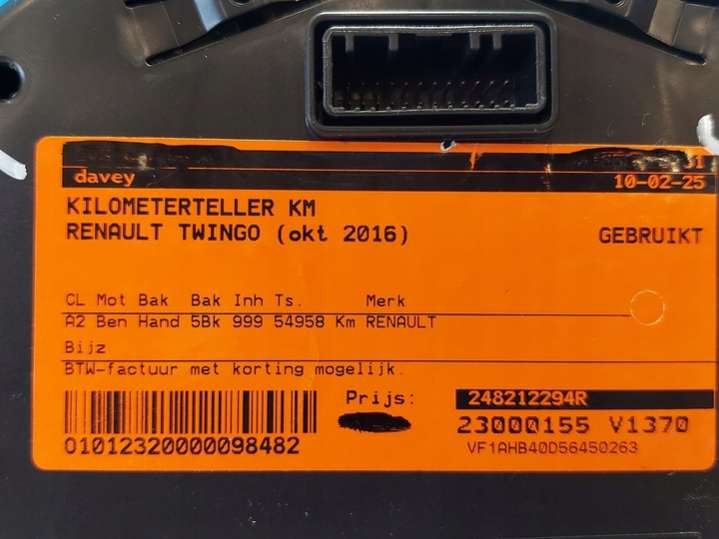 31
davey 10-02-25
KILOMETERTELLER KM
RENAULT TWINGO (okt 2016) GEBRUIKT
CL Mot Bak Bak Inh Ts. Merk
A2 Ben Hand 5Bk 999 54958 Km RENAULT
Bijz
BTW-factuur met korting mogelijk.
Prijs: 248212294R
23000155 V1370
01012320000098482 VF1AHB40D56450263